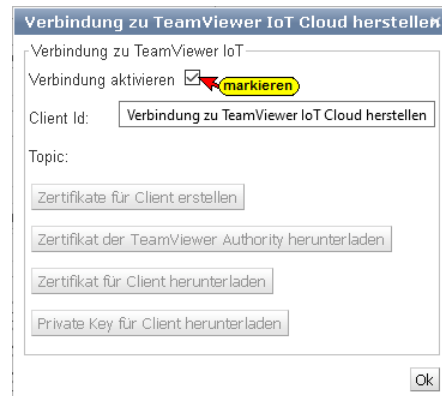 Verbindung zu TeamViewer IoT Cloud herstellen
Verbindung zu TeamViewer IoT
Verbindung aktivieren markieren
Client Id: Verbindung zu TeamViewer IoT Cloud herstellen
Topic:
Zertifikate für Client erstellen
Zertifikat der TeamViewer Authority herunterladen
Zertifikat für Client herunterladen
Private Key für Client herunterladen
Ok